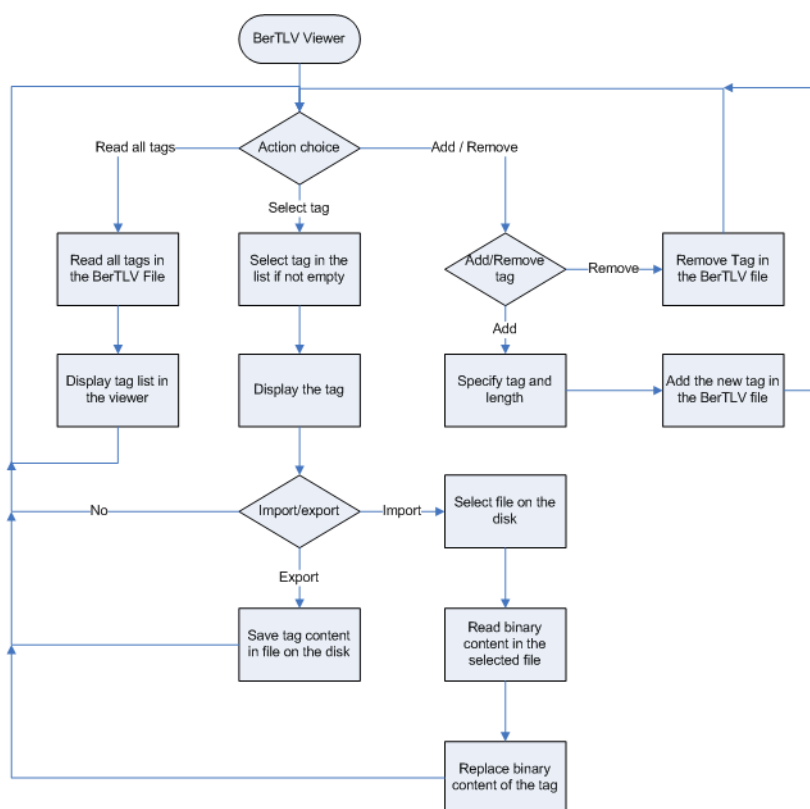 BerTLV Viewer
Read all tags
Action choice
Add / Remove
Select tag
Read all tags in
the BerTLV File
Select tag in the
list if not empty
Add/Remove
tag
Remove
Remove Tag in
the BerTLV file
Add
Display tag list in
the viewer
Display the tag
Specify tag and
length
Add the new tag in
the BerTLV file
No
Import/export
Import
Select file on the
disk
Export
Save tag content
in file on the disk
Read binary
content in the
selected file
Replace binary
content of the tag